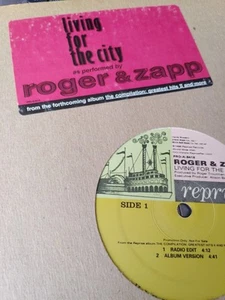 living
for
the city
as performed by
roger & zapp
from the forthcoming album the compilation: greatest hits II and more
ROGER & ZA
LIVING FOR THE
repr
SIDE 1
1 RADIO EDIT 4:12
2 ALBUM VERSION 4:41